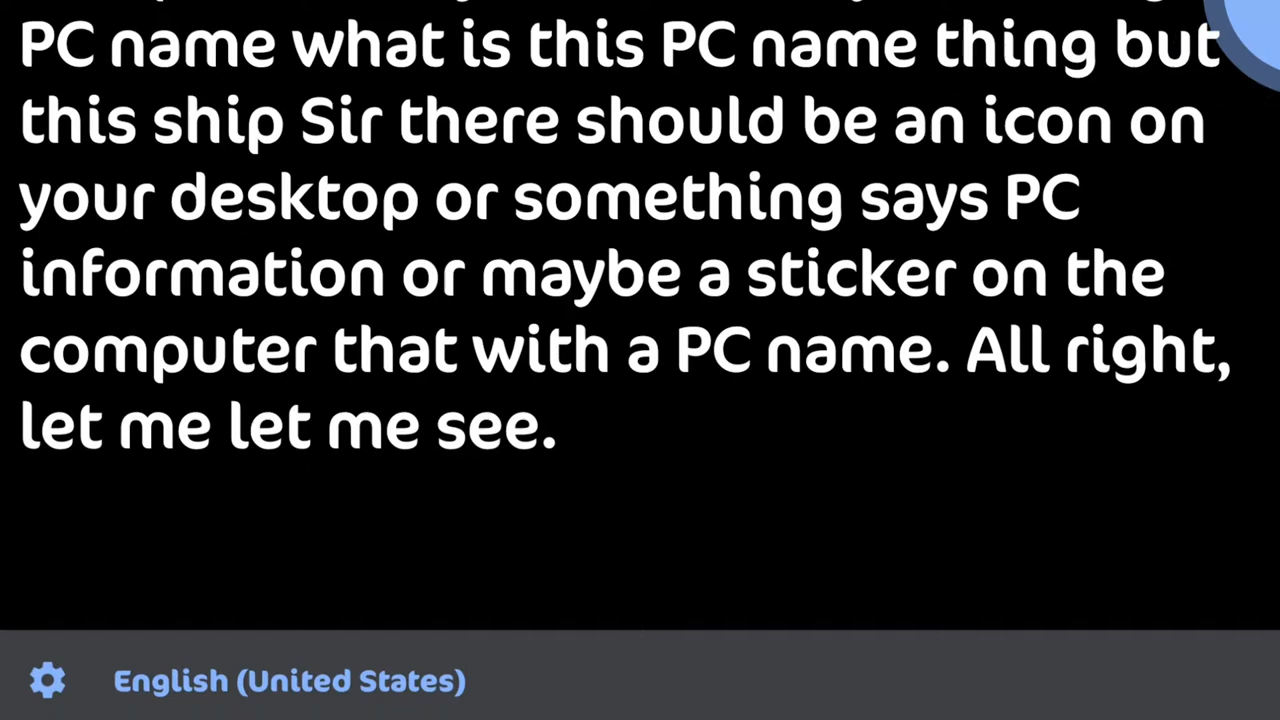 PC name what is this PC name thing but
this ship Sir there should be an icon on
your desktop or something says PC
information or maybe a sticker on the
computer that with a PC name. All right,
let me let me see.
English (United States)